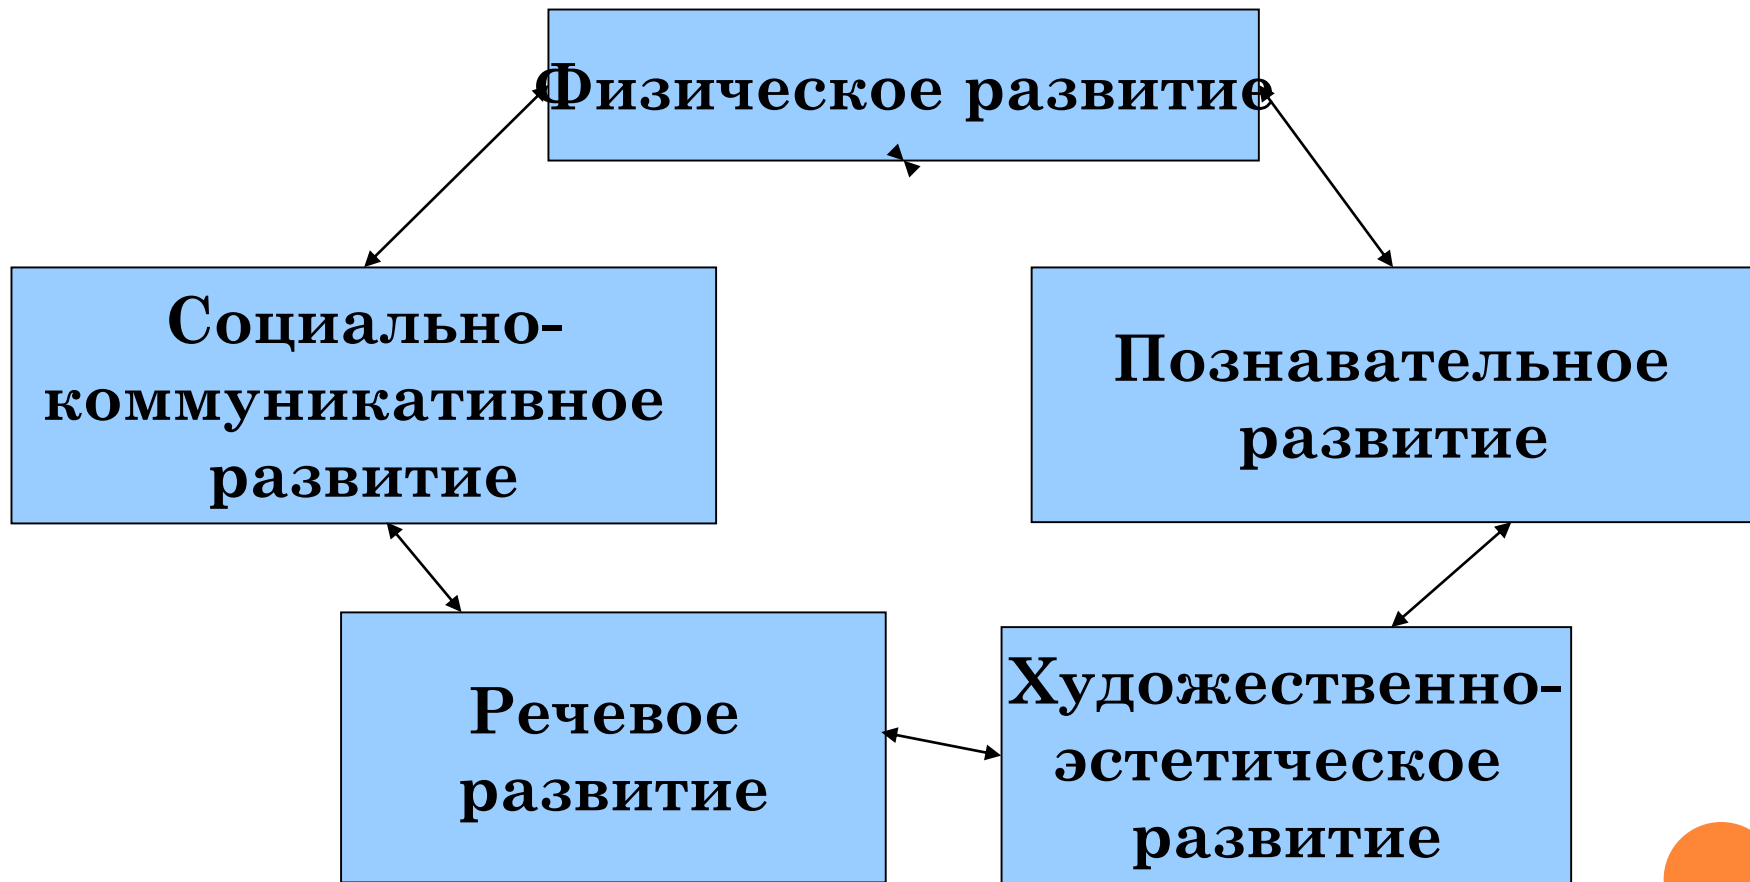 Физическое развитие
Социально-
коммуникативное
развитие
Познавательное
развитие
Речевое
развитие
Художественно-
эстетическое
развитие